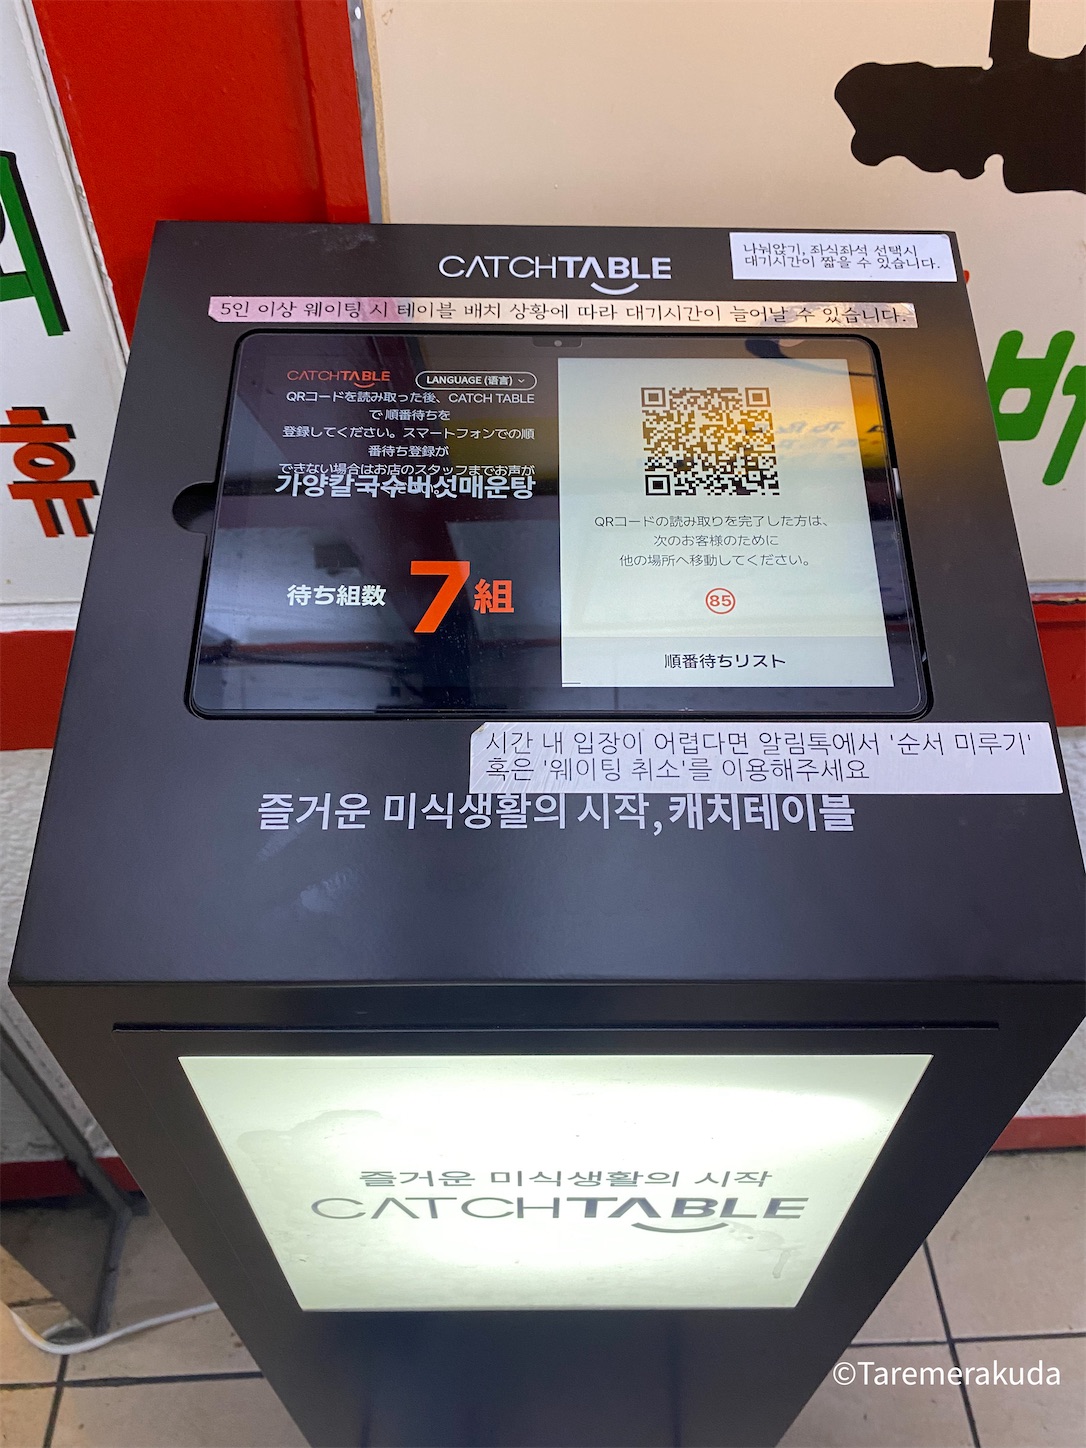 CATCHTABLE
나눠앉기, 좌식좌석 선택시
대기시간이 짧을 수 있습니다.
5인 이상 웨이팅 시 테이블 배치 상황에 따라 대기시간이 늘어날 수 있습니다.
CATCHTABLE
LANGUAGE (语言)
QRコードを読み取った後、CATCH TABLE
で 順番待ちを
登録してください。スマートフォンでの順
番待ち登録が
できない場合はお店のスタッフまでお声が
가양칼국수버섯매운탕
待ち組数 7組
QRコードの読み取りを完了した方は、
次のお客様のために
他の場所へ移動してください。
85
順番待ちリスト
시간 내 입장이 어렵다면 알림톡에서 '순서 미루기'
혹은 '웨이팅 취소'를 이용해주세요
즐거운 미식생활의 시작, 캐치테이블
즐거운 미식생활의 시작
CATCHTABLE
휴
버
©Taremerakuda